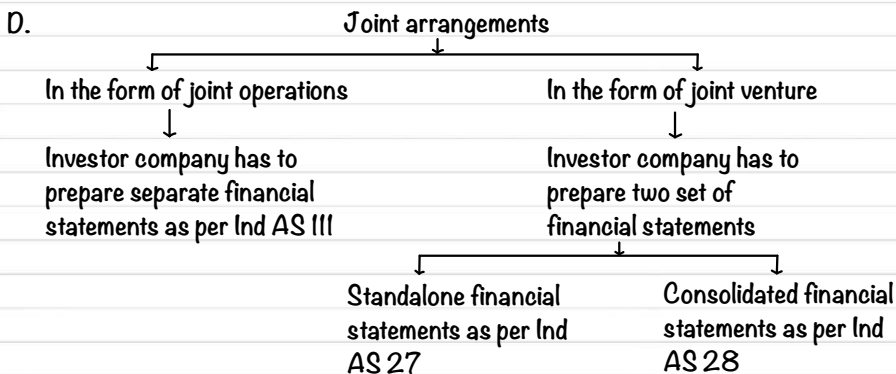 D.
Joint arrangements
In the form of joint operations
In the form of joint venture
Investor company has to
prepare separate financial
statements as per Ind AS 111
Investor company has to
prepare two set of
financial statements
Standalone financial
statements as per Ind
AS 27
Consolidated financial
statements as per Ind
AS 28